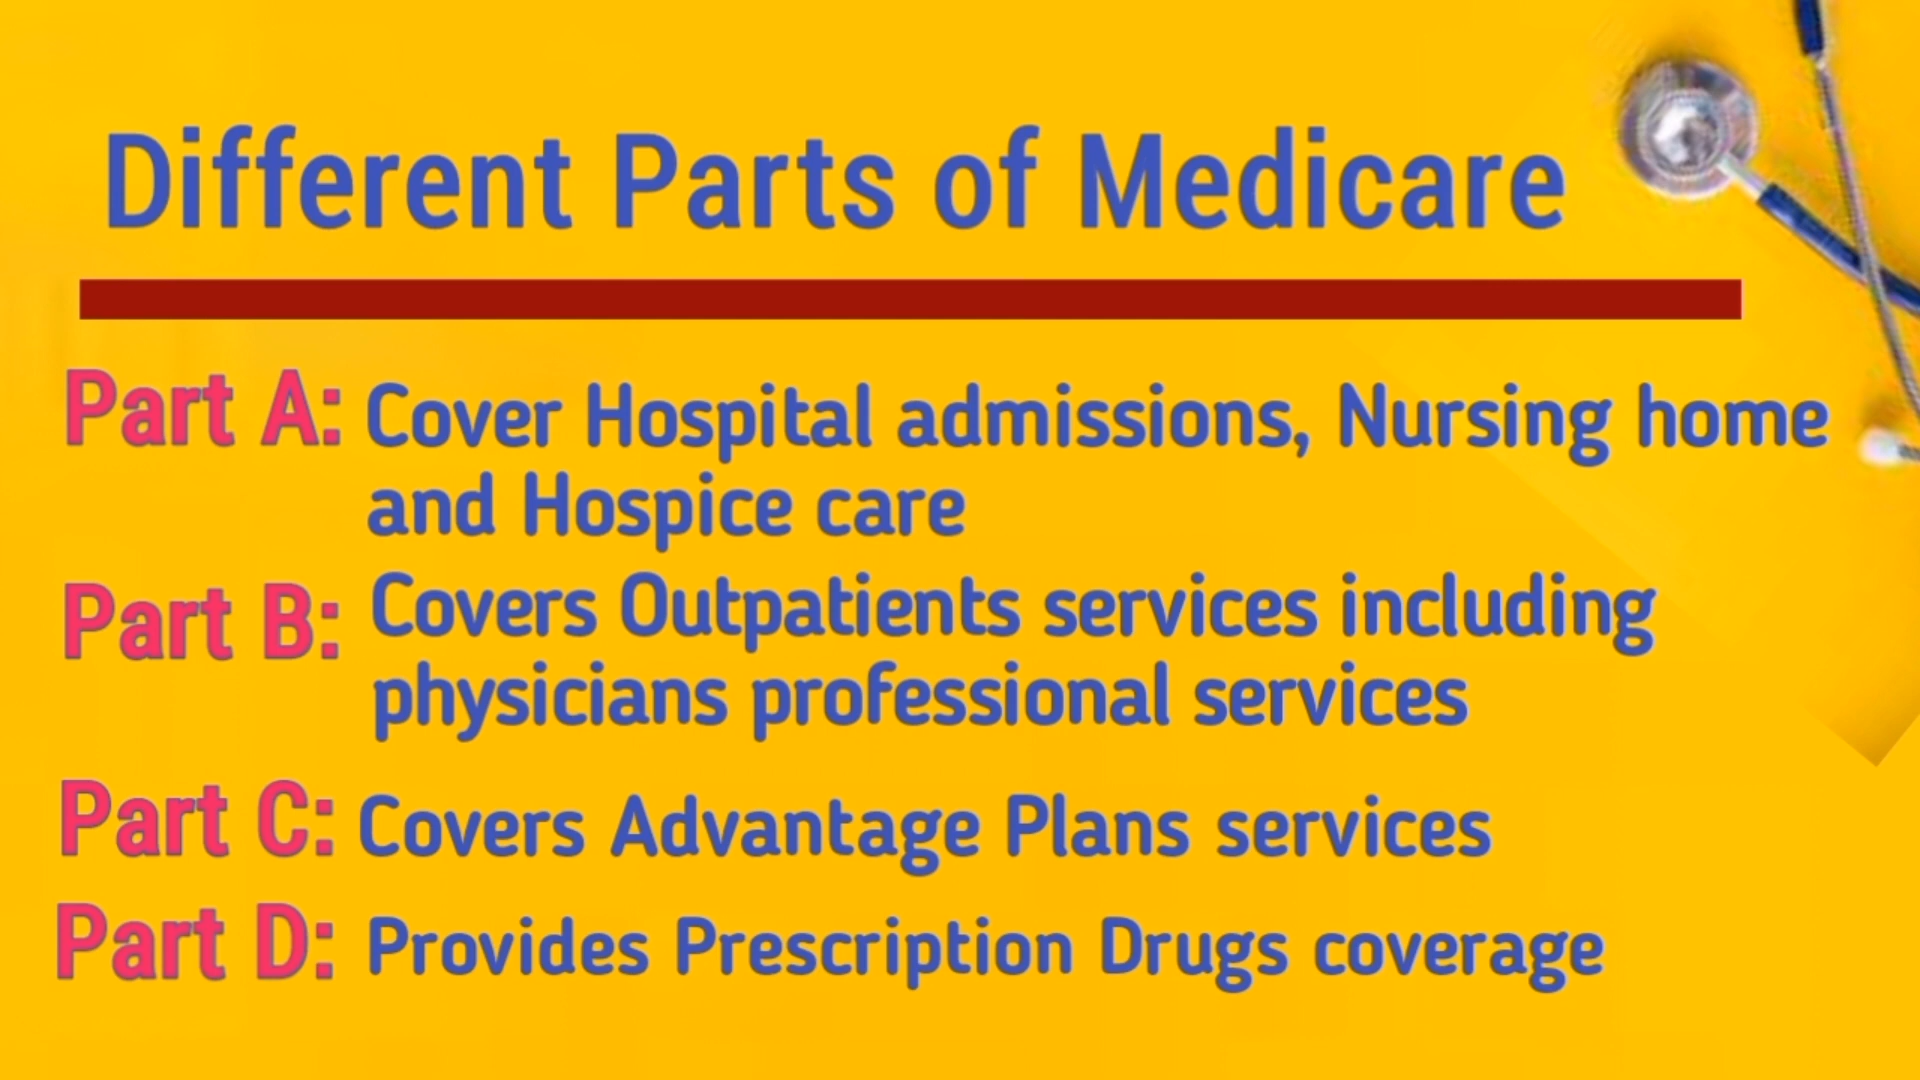 Different Parts of Medicare
Part A: Cover Hospital admissions, Nursing home
and Hospice care
Part B: Covers Outpatients services including
physicians professional services
Part C: Covers Advantage Plans services
Part D: Provides Prescription Drugs coverage